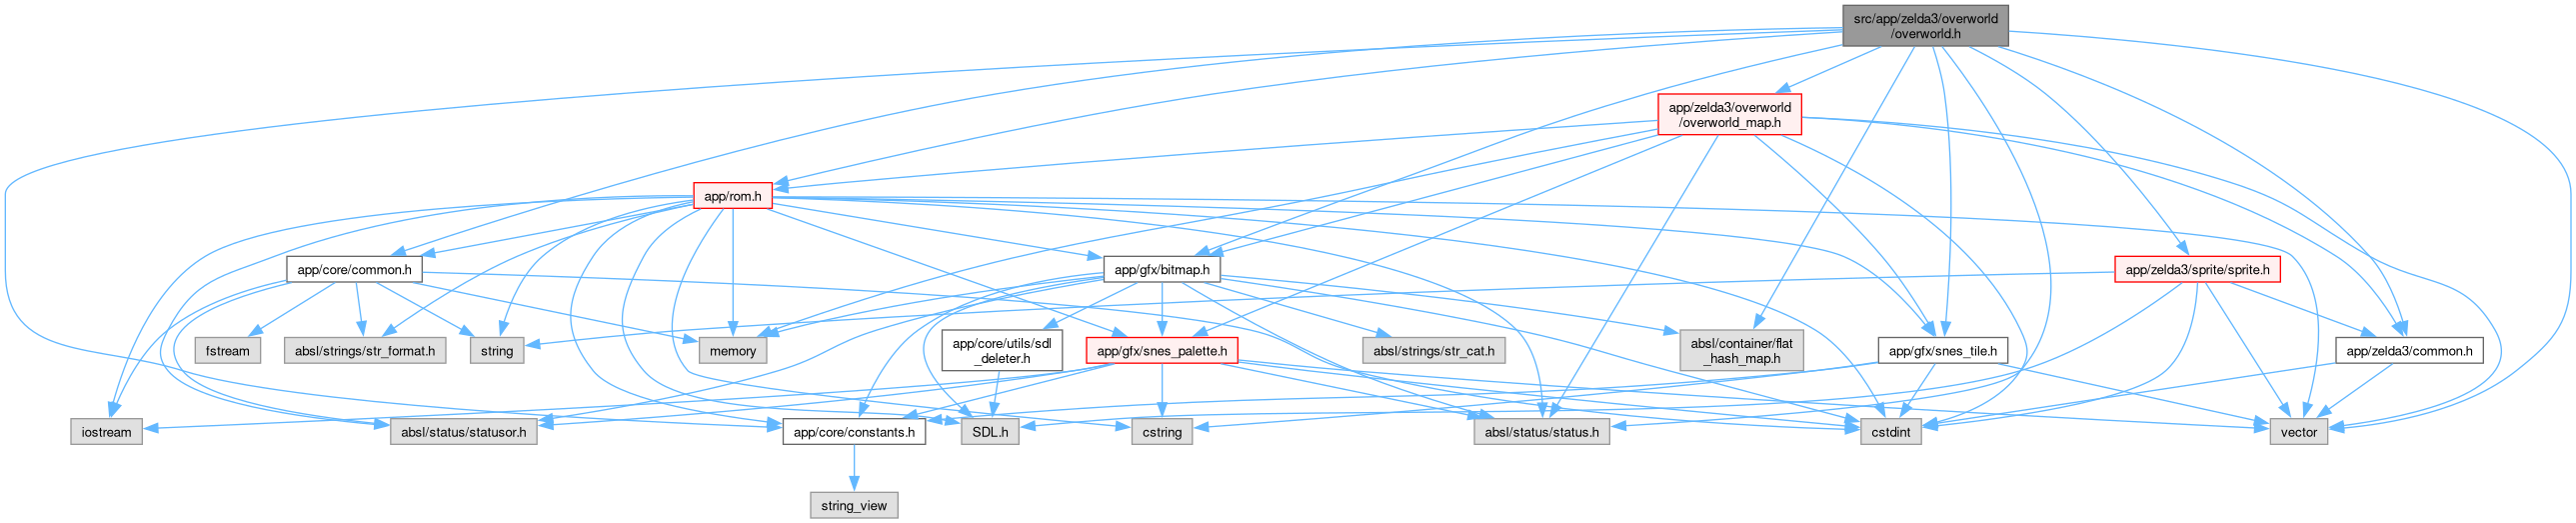 src/app/zelda3/overworld
/overworld.h
app/zelda3/overworld
/overworld_map.h
app/rom.h
app/core/common.h
app/gfx/bitmap.h
app/zelda3/sprite/sprite.h
fstream
absl/strings/str_format.h
string
memory
app/core/utils/sdl
_deleter.h
app/gfx/snes_palette.h
absl/strings/str_cat.h
absl/container/flat
_hash_map.h
app/gfx/snes_tile.h
app/zelda3/common.h
iostream
absl/status/statusor.h
app/core/constants.h
SDL.h
cstring
absl/status/status.h
cstdint
vector
string_view